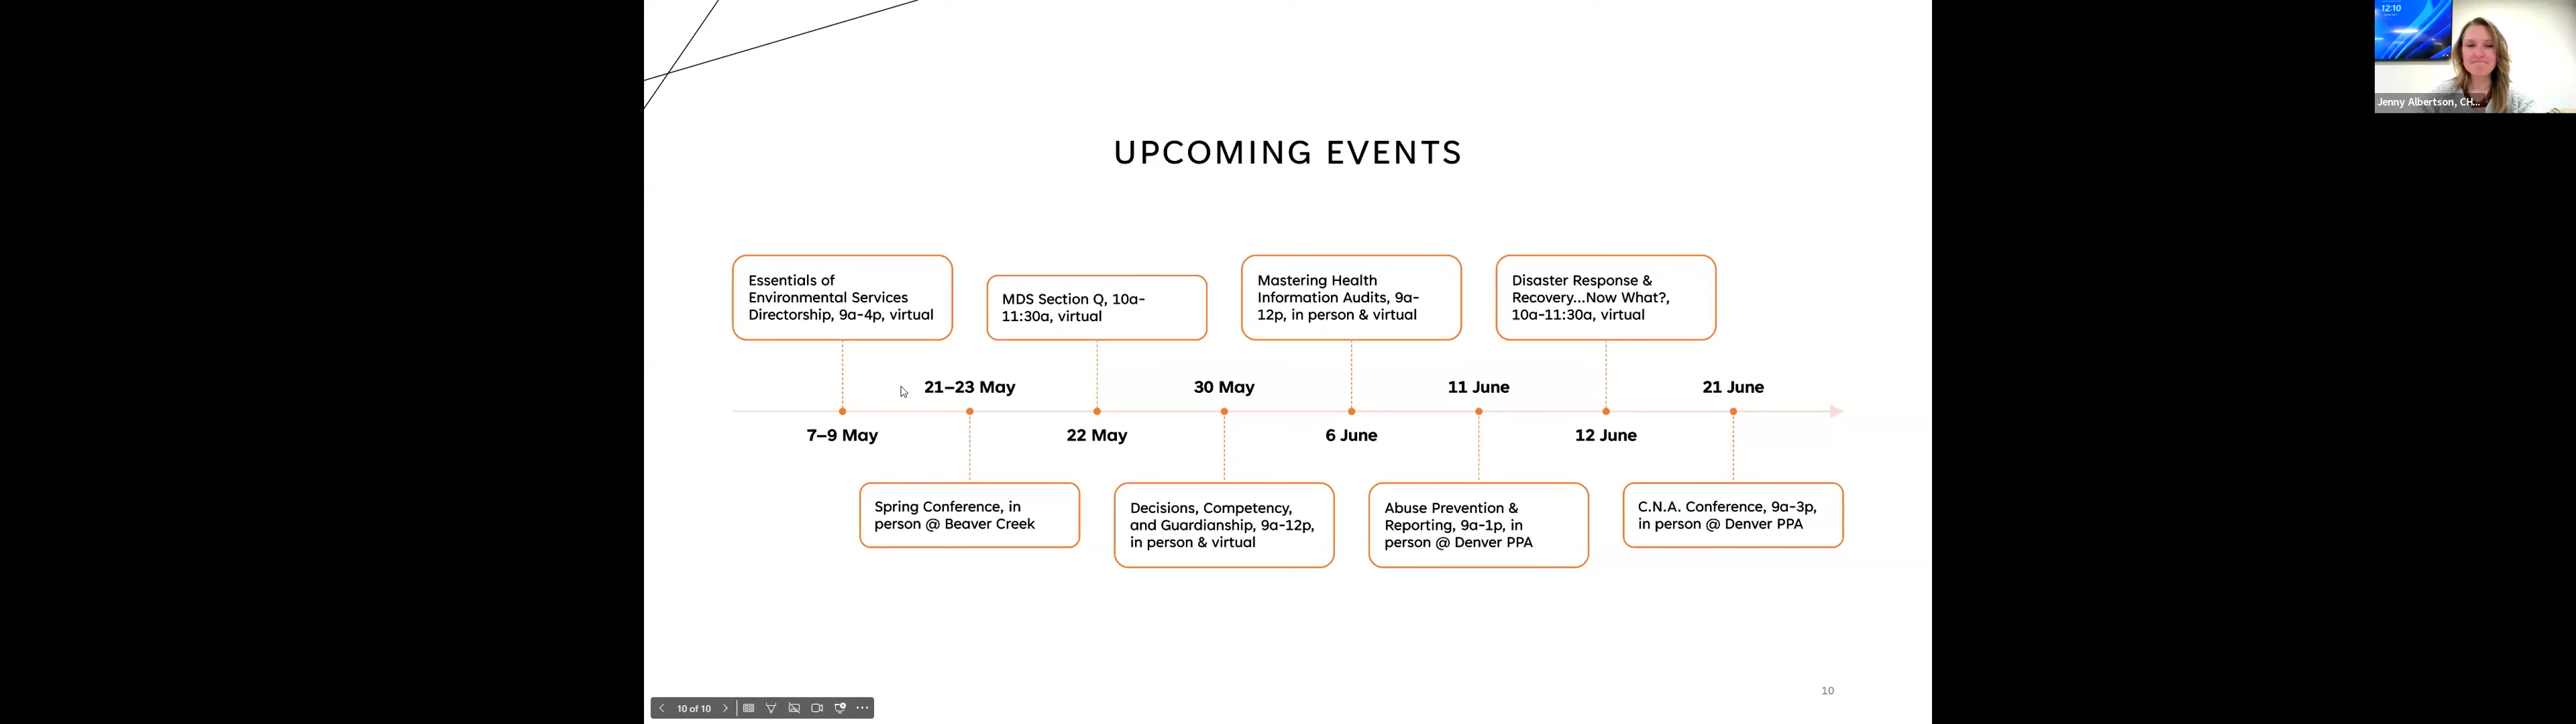 12:10
Jenny Albertson, CH...
UPCOMING EVENTS
Essentials of
Environmental Services
Directorship, 9a-4p, virtual
MDS Section Q, 10a-
11:30a, virtual
Mastering Health
Information Audits, 9a-
12p, in person & virtual
Disaster Response &
Recovery...Now What?,
10a-11:30a, virtual
21–23 May
30 May
11 June
21 June
7–9 May
22 May
6 June
12 June
Spring Conference, in
person @ Beaver Creek
Decisions, Competency,
and Guardianship, 9a-12p,
in person & virtual
Abuse Prevention &
Reporting, 9a-1p, in
person @ Denver PPA
C.N.A. Conference, 9a-3p,
in person @ Denver PPA
10
10 of 10